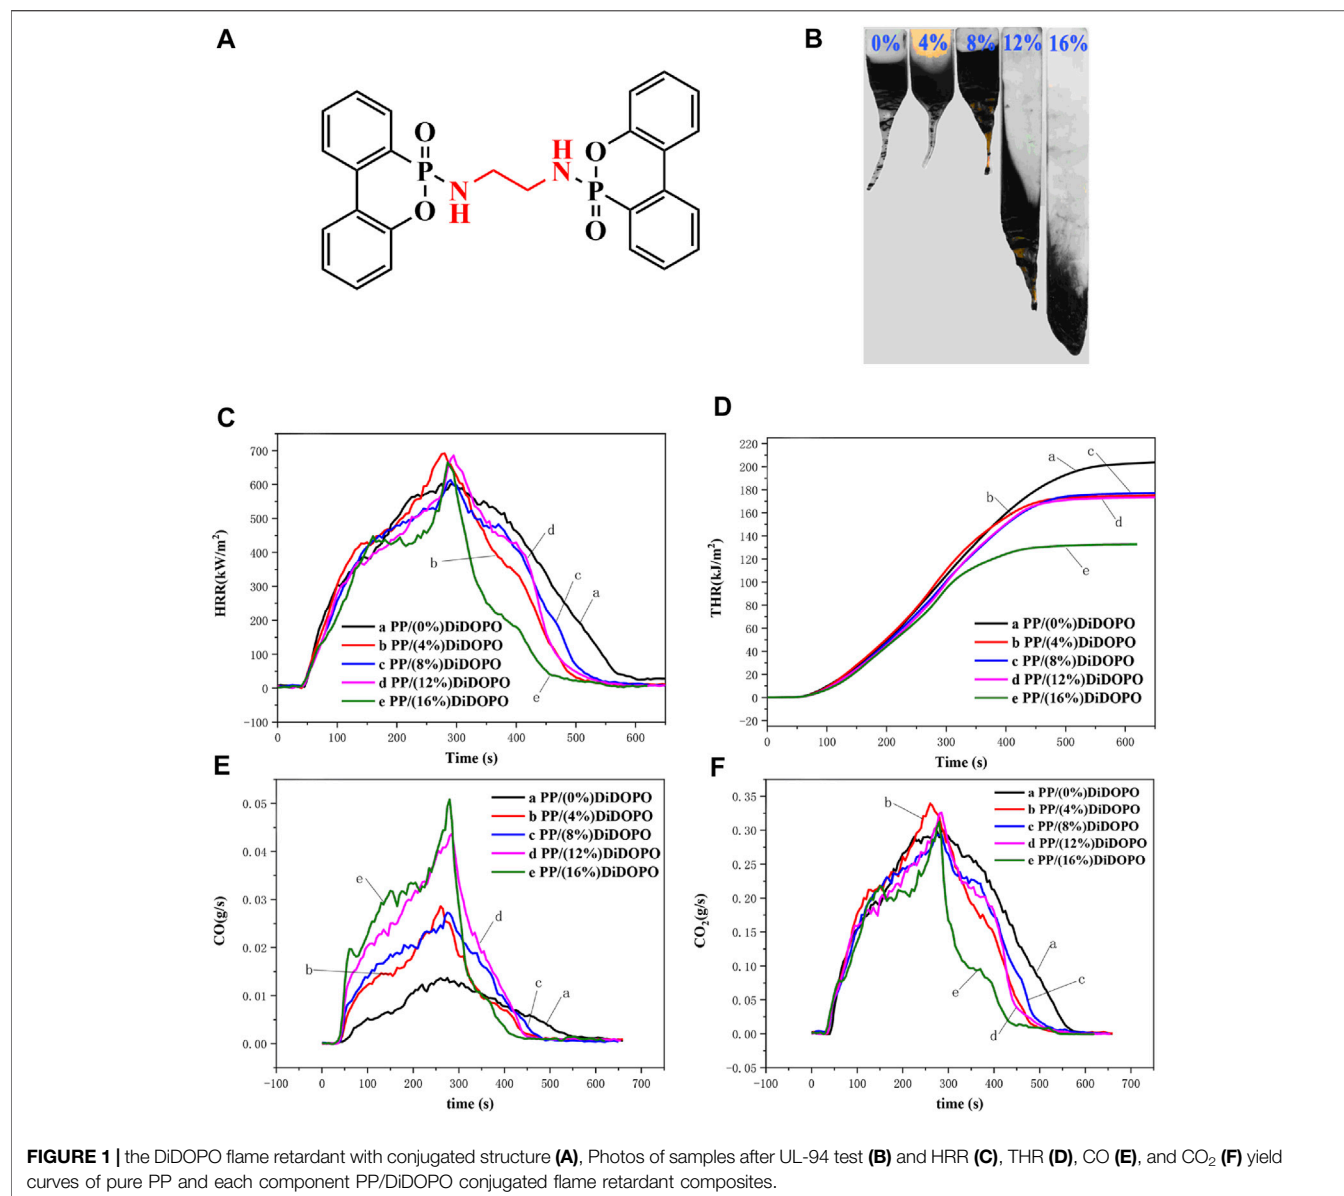 A
O
P
O
N
H
H
N
O
P
O
B
0%
4%
8%
12%
16%
C
HRR(kW/m²)
700
600
500
400
300
200
100
0
−100
0
100
200
300
400
500
600
Time (s)
a PP/(0%)DiDOPO
b PP/(4%)DiDOPO
c PP/(8%)DiDOPO
d PP/(12%)DiDOPO
e PP/(16%)DiDOPO
b
d
c
a
e
D
THR(kJ/m²)
220
200
180
160
140
120
100
80
60
40
20
0
−20
0
100
200
300
400
500
600
Time (s)
a
c
b
d
e
a PP/(0%)DiDOPO
b PP/(4%)DiDOPO
c PP/(8%)DiDOPO
d PP/(12%)DiDOPO
e PP/(16%)DiDOPO
E
CO(g/s)
0.05
0.04
0.03
0.02
0.01
0.00
−100
0
100
200
300
400
500
600
700
time (s)
a PP/(0%)DiDOPO
b PP/(4%)DiDOPO
c PP/(8%)DiDOPO
d PP/(12%)DiDOPO
e PP/(16%)DiDOPO
e
d
b
c
a
F
CO₂(g/s)
0.35
0.30
0.25
0.20
0.15
0.10
0.05
0.00
−0.05
−100
0
100
200
300
400
500
600
700
time (s)
b
a PP/(0%)DiDOPO
b PP/(4%)DiDOPO
c PP/(8%)DiDOPO
d PP/(12%)DiDOPO
e PP/(16%)DiDOPO
a
c
e
d
FIGURE 1 | the DiDOPO flame retardant with conjugated structure (A), Photos of samples after UL-94 test (B) and HRR (C), THR (D), CO (E), and CO₂ (F) yield
curves of pure PP and each component PP/DiDOPO conjugated flame retardant composites.